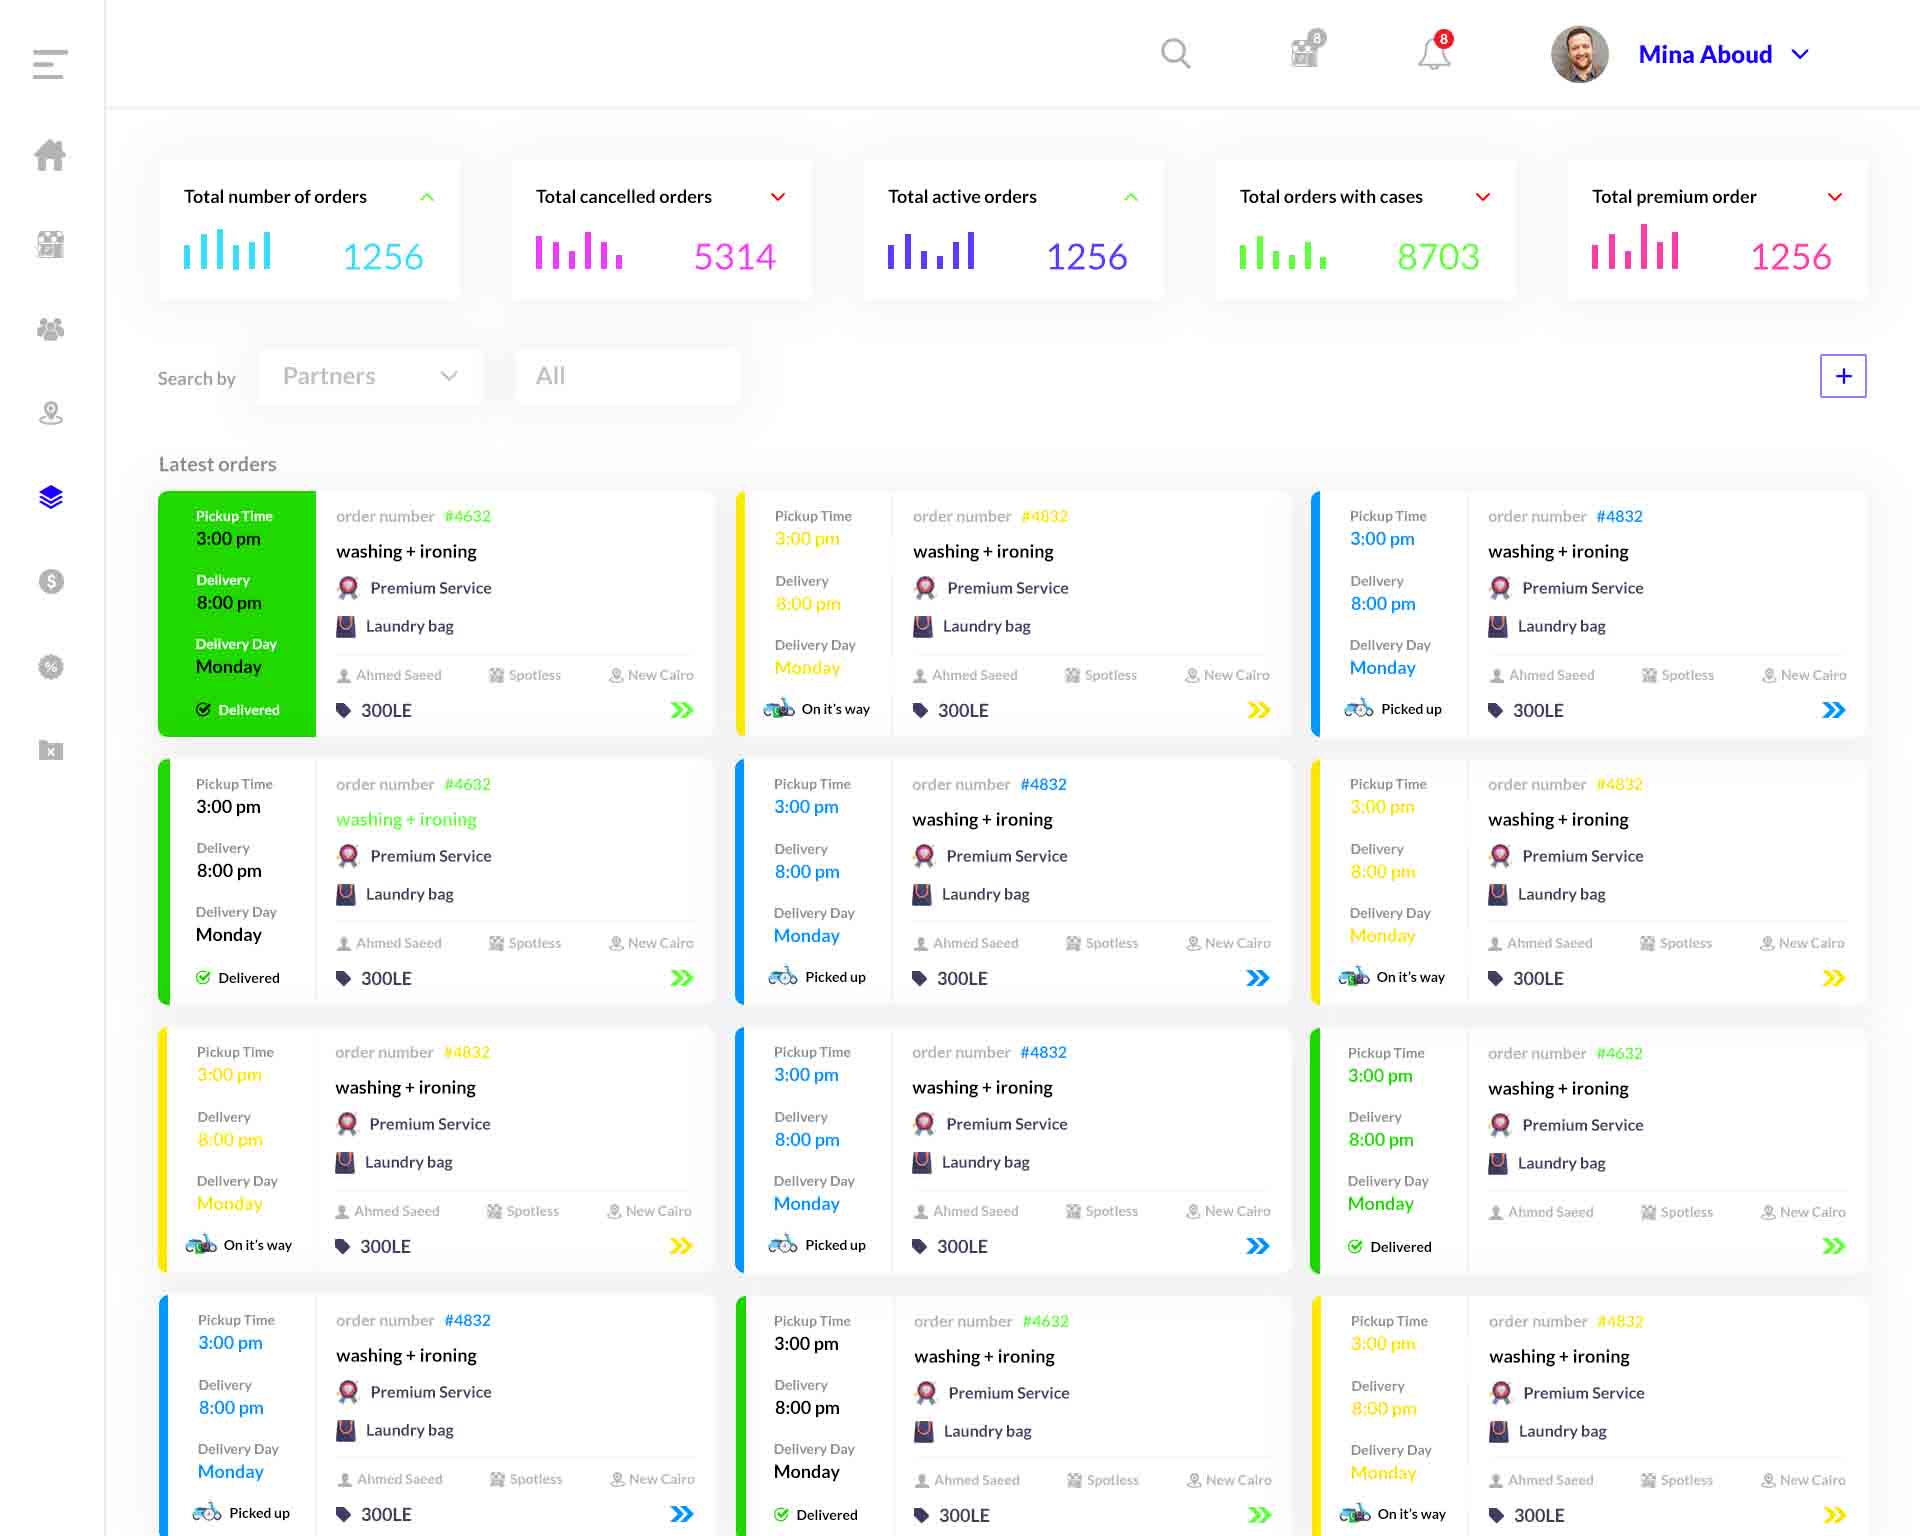 8
8
Mina Aboud
Total number of orders
1256
Total cancelled orders
5314
Total active orders
1256
Total orders with cases
8703
Total premium order
1256
Search by
Partners
All
+
Latest orders
Pickup Time
3:00 pm
Delivery
8:00 pm
Delivery Day
Monday
Delivered
order number #4632
washing + ironing
Premium Service
Laundry bag
Ahmed Saeed Spotless New Cairo
300LE
Pickup Time
3:00 pm
Delivery
8:00 pm
Delivery Day
Monday
On it's way
order number #4832
washing + ironing
Premium Service
Laundry bag
Ahmed Saeed Spotless New Cairo
300LE
Pickup Time
3:00 pm
Delivery
8:00 pm
Delivery Day
Monday
Picked up
order number #4832
washing + ironing
Premium Service
Laundry bag
Ahmed Saeed Spotless New Cairo
300LE
Pickup Time
3:00 pm
Delivery
8:00 pm
Delivery Day
Monday
Delivered
order number #4632
washing + ironing
Premium Service
Laundry bag
Ahmed Saeed Spotless New Cairo
300LE
Pickup Time
3:00 pm
Delivery
8:00 pm
Delivery Day
Monday
Picked up
order number #4832
washing + ironing
Premium Service
Laundry bag
Ahmed Saeed Spotless New Cairo
300LE
Pickup Time
3:00 pm
Delivery
8:00 pm
Delivery Day
Monday
On it's way
order number #4832
washing + ironing
Premium Service
Laundry bag
Ahmed Saeed Spotless New Cairo
300LE
Pickup Time
3:00 pm
Delivery
8:00 pm
Delivery Day
Monday
On it's way
order number #4832
washing + ironing
Premium Service
Laundry bag
Ahmed Saeed Spotless New Cairo
300LE
Pickup Time
3:00 pm
Delivery
8:00 pm
Delivery Day
Monday
Picked up
order number #4832
washing + ironing
Premium Service
Laundry bag
Ahmed Saeed Spotless New Cairo
300LE
Pickup Time
3:00 pm
Delivery
8:00 pm
Delivery Day
Monday
Delivered
order number #4632
washing + ironing
Premium Service
Laundry bag
Ahmed Saeed Spotless New Cairo
Pickup Time
3:00 pm
Delivery
8:00 pm
Delivery Day
Monday
Picked up
order number #4832
washing + ironing
Premium Service
Laundry bag
Ahmed Saeed Spotless New Cairo
300LE
Pickup Time
3:00 pm
Delivery
8:00 pm
Delivery Day
Monday
Delivered
order number #4632
washing + ironing
Premium Service
Laundry bag
Ahmed Saeed Spotless New Cairo
300LE
Pickup Time
3:00 pm
Delivery
8:00 pm
Delivery Day
Monday
On it's way
order number #4832
washing + ironing
Premium Service
Laundry bag
Ahmed Saeed Spotless New Cairo
300LE